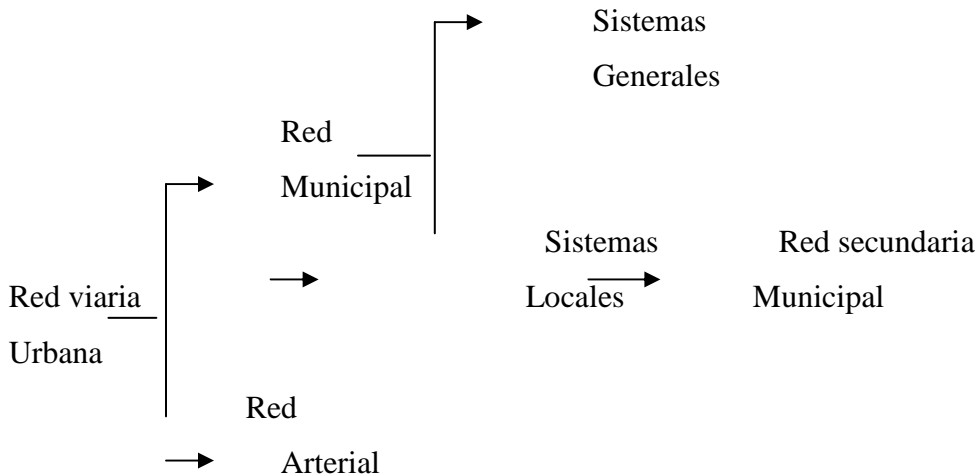 Sistemas
Generales
Red
Municipal
Sistemas Red secundaria
Red viaria Locales Municipal
Urbana
Red
Arterial